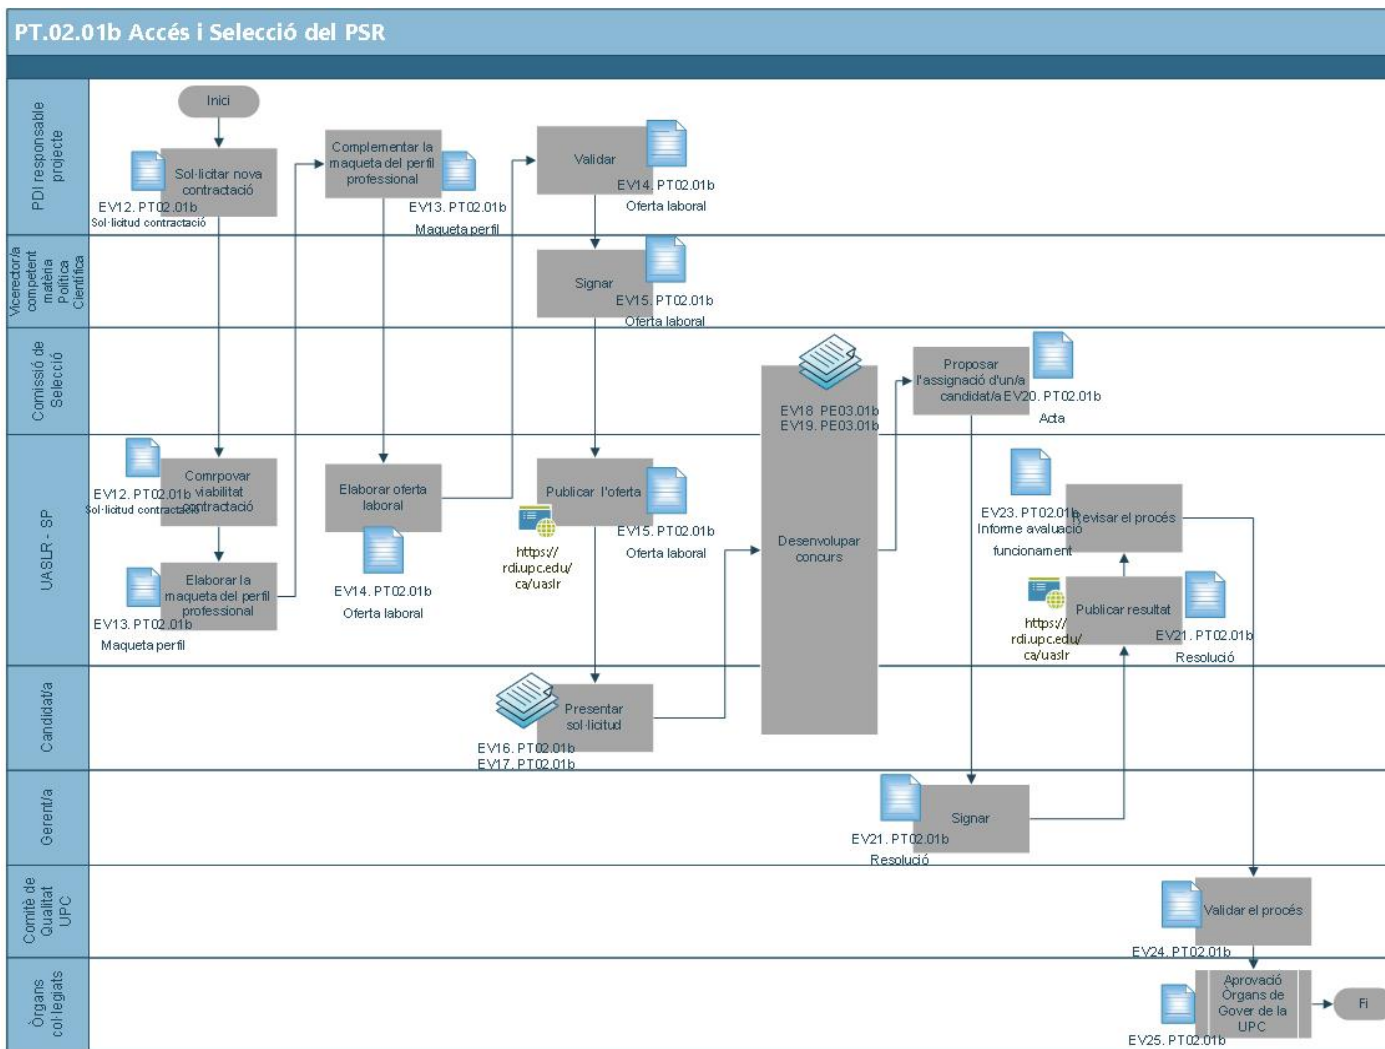 PT.02.01b Accés i Selecció del PSR
PDI responsable
projecte
Inici
Sol·licitar nova
contractació
EV12. PT02.01b
Sol·licitud contractació
Complementar la
maqueta del perfil
professional
EV13. PT02.01b
Maqueta perfil
Validar
EV14. PT02.01b
Oferta laboral
Vicerector/a
competent
matèria
Política
Científica
Signar
EV15. PT02.01b
Oferta laboral
Comissió de
Selecció
EV18 PE03.01b
EV19. PE03.01b
Proposar
l'assignació d'un/a
candidat/a
EV20. PT02.01b
Acta
UASLR - SP
Comrpovar
viabilitat
contractació
EV12. PT02.01b
Sol·licitud contractació
Elaborar la
maqueta del perfil
professional
EV13. PT02.01b
Maqueta perfil
Elaborar oferta
laboral
EV14. PT02.01b
Oferta laboral
Publicar l'oferta
EV15. PT02.01b
Oferta laboral
https://
rdi.upc.edu/
ca/uaslr
Desenvolupar
concurs
EV23. PT02.01b
Informe avaluació
funcionament
Revisar el procés
Publicar resultat
https://
rdi.upc.edu/
ca/uaslr
EV21. PT02.01b
Resolució
Candidat/a
Presentar
sol·licitud
EV16. PT02.01b
EV17. PT02.01b
Gerent/a
Signar
EV21. PT02.01b
Resolució
Comitè de
Qualitat
UPC
Validar el procés
EV24. PT02.01b
Òrgans
col·legiats
Aprovació
Òrgans de
Gover de la
UPC
EV25. PT02.01b
Fi